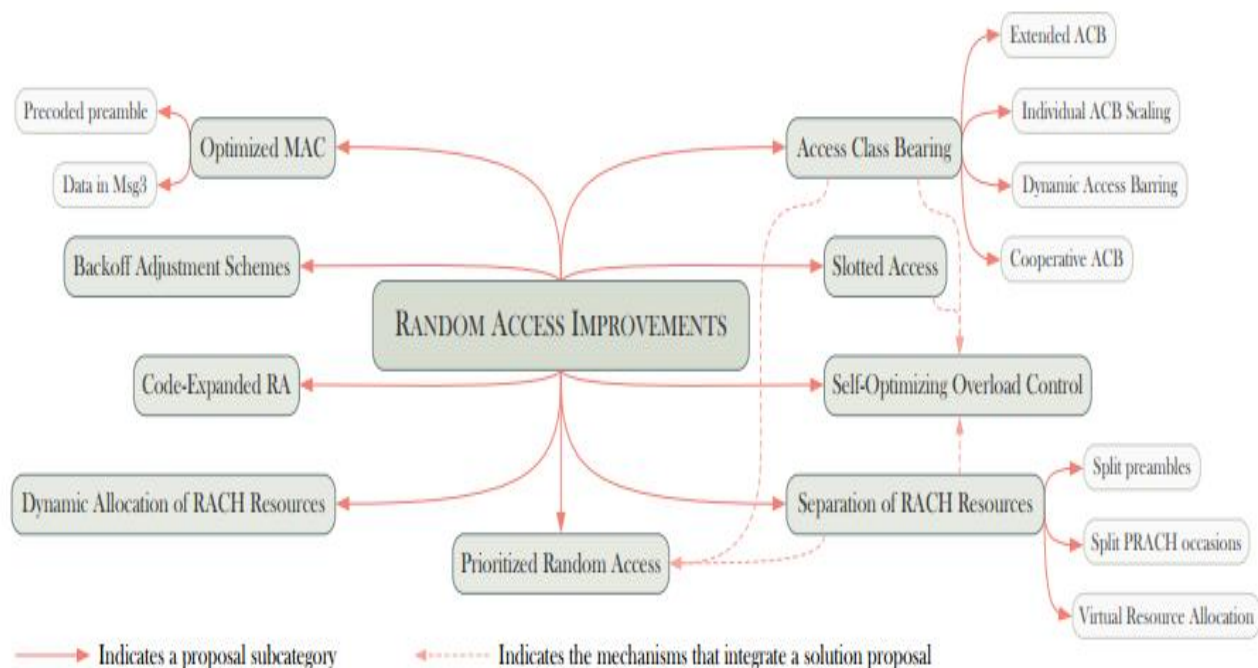 Extended ACB
Precoded preamble
Individual ACB Scaling
Optimized MAC
Access Class Bearing
Data in Msg3
Dynamic Access Barring
Backoff Adjustment Schemes
Slotted Access
Cooperative ACB
RANDOM ACCESS IMPROVEMENTS
Code-Expanded RA
Self-Optimizing Overload Control
Split preambles
Dynamic Allocation of RACH Resources
Separation of RACH Resources
Split PRACH occasions
Prioritized Random Access
Virtual Resource Allocation
Indicates a proposal subcategory
Indicates the mechanisms that integrate a solution proposal